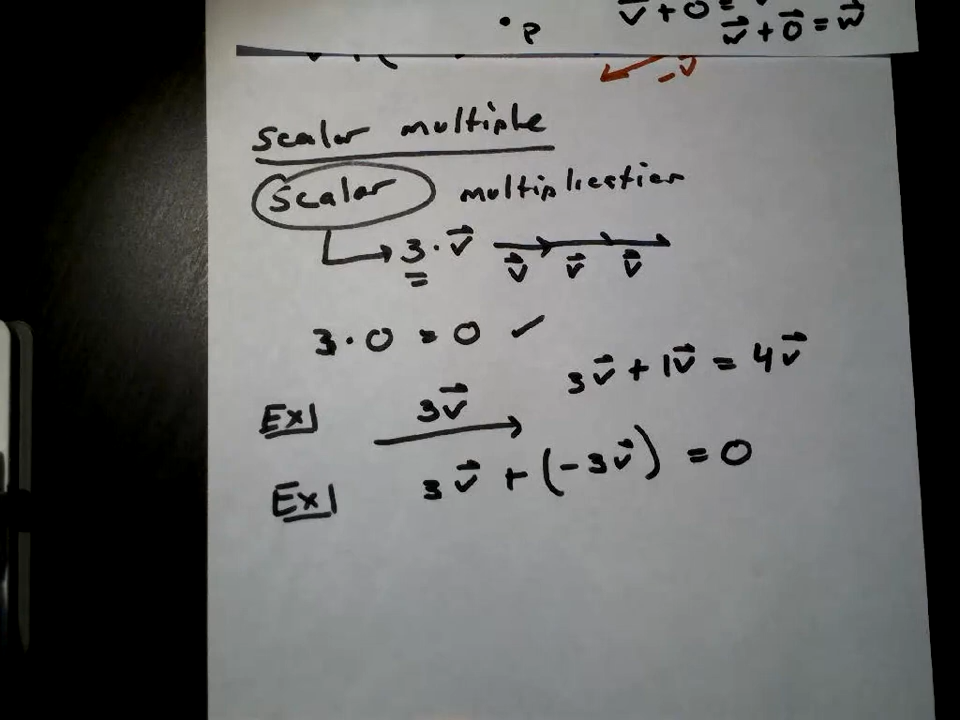 v⃗ + 0 =
• P
w⃗ + 0⃗ = w⃗
-v⃗
scalar multiple
scalar multiplication
3 · v⃗
v⃗ v⃗ v⃗
3 · 0 = 0 ✓
3v⃗ + 1v⃗ = 4v⃗
Ex1 3v⃗
Ex1 3v⃗ + (-3v⃗) = 0